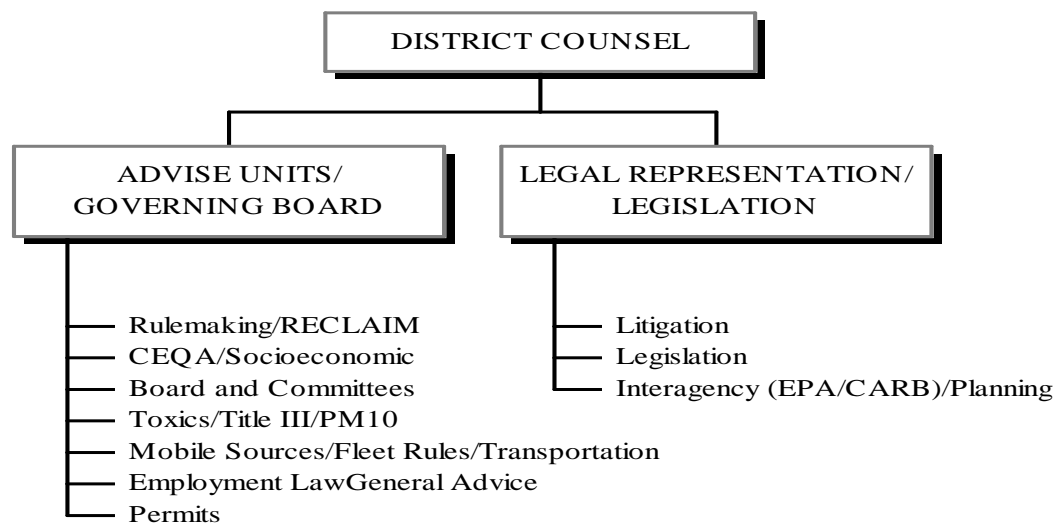 DISTRICT COUNSEL
ADVISE UNITS/
GOVERNING BOARD
LEGAL REPRESENTATION/
LEGISLATION
Rulemaking/RECLAIM
CEQA/Socioeconomic
Board and Committees
Toxics/Title III/PM10
Mobile Sources/Fleet Rules/Transportation
Employment LawGeneral Advice
Permits
Litigation
Legislation
Interagency (EPA/CARB)/Planning